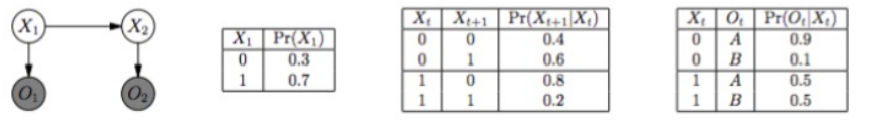 X₁ X₂
O₁ O₂
X₁ Pr(X₁)
0 0.3
1 0.7
Xₜ Xₜ₊₁ Pr(Xₜ₊₁|Xₜ)
0 0 0.4
0 1 0.6
1 0 0.8
1 1 0.2
Xₜ Oₜ Pr(Oₜ|Xₜ)
0 A 0.9
0 B 0.1
1 A 0.5
1 B 0.5